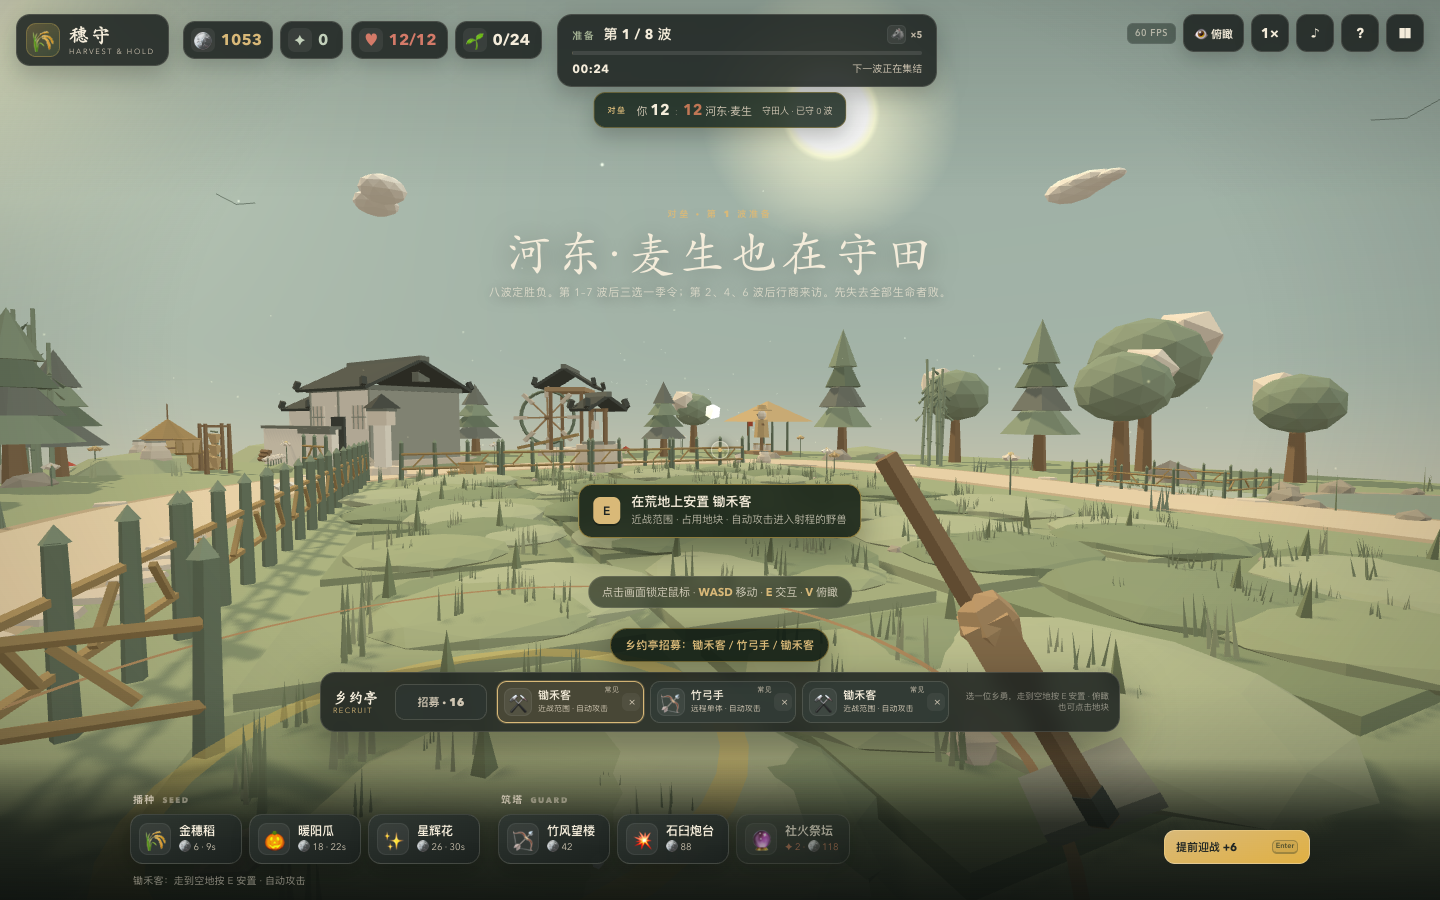 穗守
HARVEST & HOLD
1053
0
12/12
0/24
准备 第 1 / 8 波
×5
00:24
下一波正在集结
对垒 你 12 : 12 河东·麦生 守田人 · 已守 0 波
60 FPS
俯瞰
1×
♪
?
对垒 · 第 1 波准备
河东·麦生也在守田
八波定胜负。第 1–7 波后三选一季令；第 2、4、6 波后行商来访。先失去全部生命者败。
E
在荒地上安置 锄禾客
近战范围 · 占用地块 · 自动攻击进入射程的野兽
点击画面锁定鼠标 · WASD 移动 · E 交互 · V 俯瞰
乡约亭招募：锄禾客 / 竹弓手 / 锄禾客
乡约亭
RECRUIT
招募 · 16
锄禾客 常见
近战范围 · 自动攻击
×
竹弓手 常见
远程单体 · 自动攻击
×
锄禾客 常见
近战范围 · 自动攻击
×
选一位乡勇，走到空地按 E 安置 · 俯瞰
也可点击地块
播种 SEED
金穗稻
6 · 9s
暖阳瓜
18 · 22s
星辉花
26 · 30s
筑塔 GUARD
竹风望楼
42
石臼炮台
88
社火祭坛
✦ 2 · 118
提前迎战 +6 Enter
锄禾客：走到空地按 E 安置 · 自动攻击